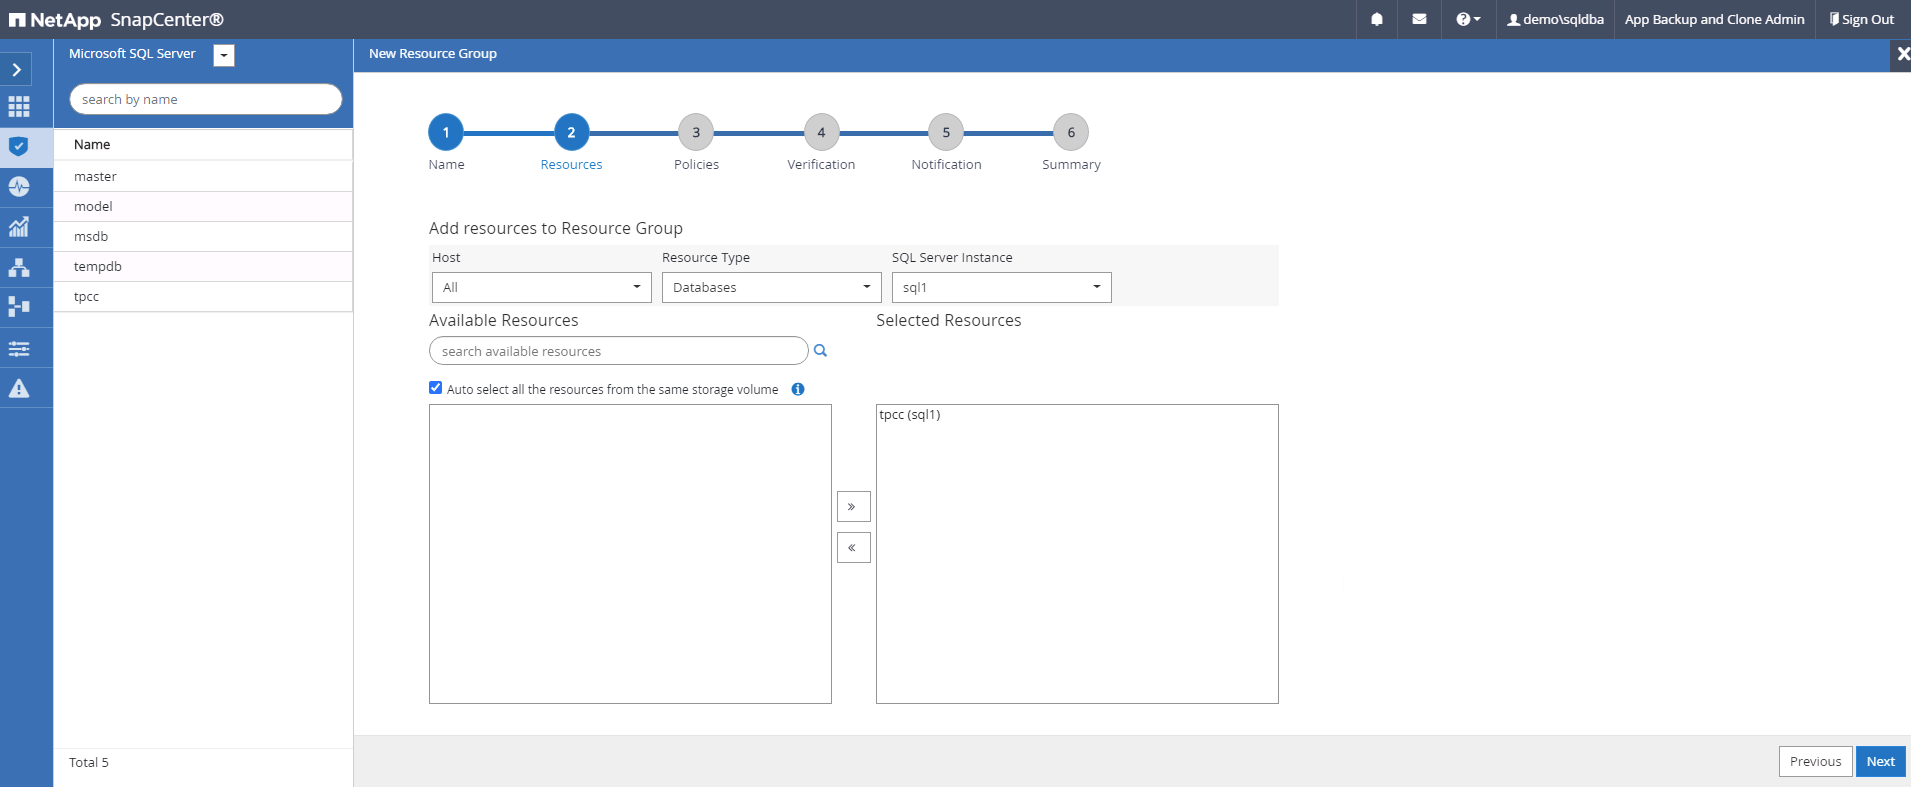 NetApp SnapCenter®
demo\sqldba
App Backup and Clone Admin
Sign Out
Microsoft SQL Server
search by name
Name
master
model
msdb
tempdb
tpcc
Total 5
New Resource Group
1
2
3
4
5
6
Name
Resources
Policies
Verification
Notification
Summary
Add resources to Resource Group
Host
Resource Type
SQL Server Instance
All
Databases
sql1
Available Resources
Selected Resources
search available resources
Auto select all the resources from the same storage volume
tpcc (sql1)
»
«
Previous
Next